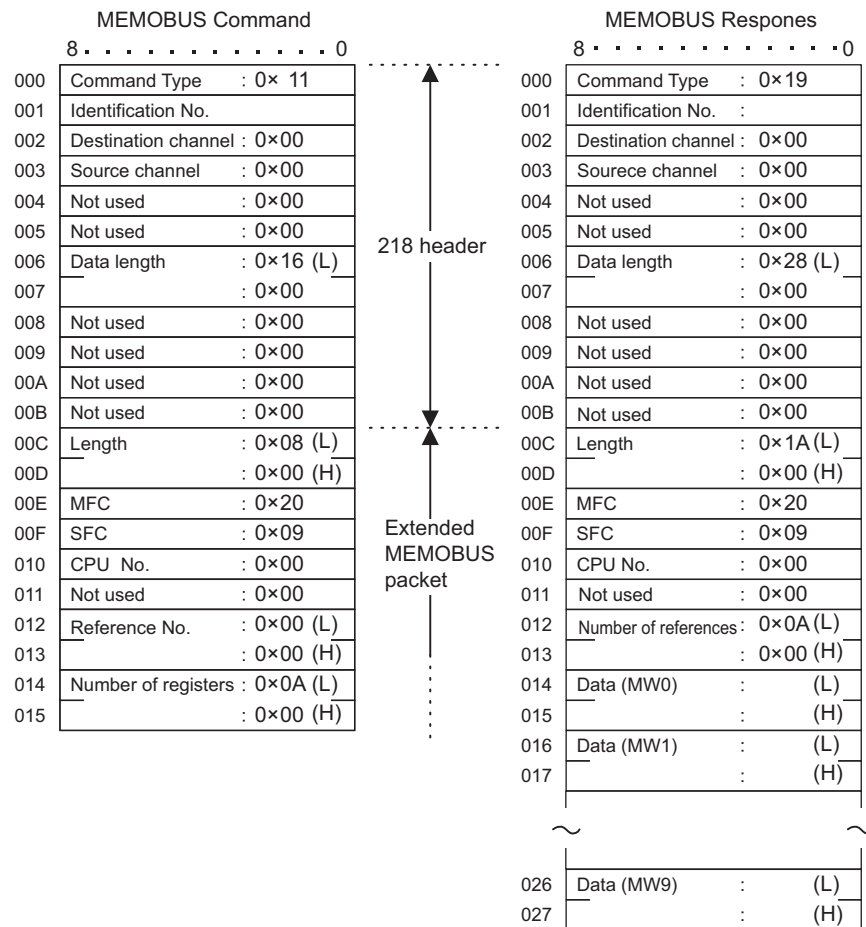 MEMOBUS Command
8 . . . . . . . . . . . . 0
000 Command Type : 0× 11
001 Identification No.
002 Destination channel : 0×00
003 Source channel : 0×00
004 Not used : 0×00
005 Not used : 0×00
006 Data length : 0×16 (L)
007 : 0×00
008 Not used : 0×00
009 Not used : 0×00
00A Not used : 0×00
00B Not used : 0×00
00C Length : 0×08 (L)
00D : 0×00 (H)
00E MFC : 0×20
00F SFC : 0×09
010 CPU No. : 0×00
011 Not used : 0×00
012 Reference No. : 0×00 (L)
013 : 0×00 (H)
014 Number of registers : 0×0A (L)
015 : 0×00 (H)
218 header
Extended
MEMOBUS
packet
MEMOBUS Respones
8 . . . . . . . . . . . . 0
000 Command Type : 0×19
001 Identification No. :
002 Destination channel : 0×00
003 Sourece channel : 0×00
004 Not used : 0×00
005 Not used : 0×00
006 Data length : 0×28 (L)
007 : 0×00
008 Not used : 0×00
009 Not used : 0×00
00A Not used : 0×00
00B Not used : 0×00
00C Length : 0×1A (L)
00D : 0×00 (H)
00E MFC : 0×20
00F SFC : 0×09
010 CPU No. : 0×00
011 Not used : 0×00
012 Number of references : 0×0A (L)
013 : 0×00 (H)
014 Data (MW0) : (L)
015 : (H)
016 Data (MW1) : (L)
017 : (H)
026 Data (MW9) : (L)
027 : (H)